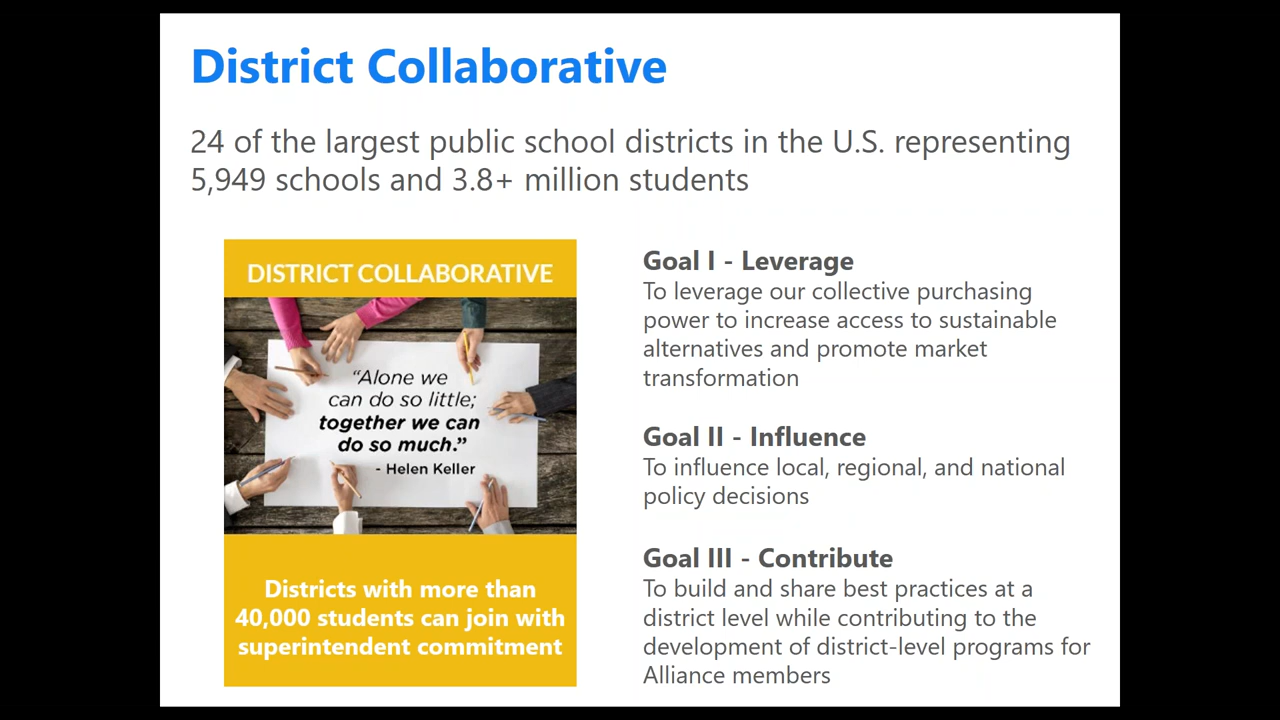 District Collaborative
24 of the largest public school districts in the U.S. representing
5,949 schools and 3.8+ million students
DISTRICT COLLABORATIVE
“Alone we
can do so little;
together we can
do so much.”
- Helen Keller
Districts with more than
40,000 students can join with
superintendent commitment
Goal I - Leverage
To leverage our collective purchasing
power to increase access to sustainable
alternatives and promote market
transformation
Goal II - Influence
To influence local, regional, and national
policy decisions
Goal III - Contribute
To build and share best practices at a
district level while contributing to the
development of district-level programs for
Alliance members